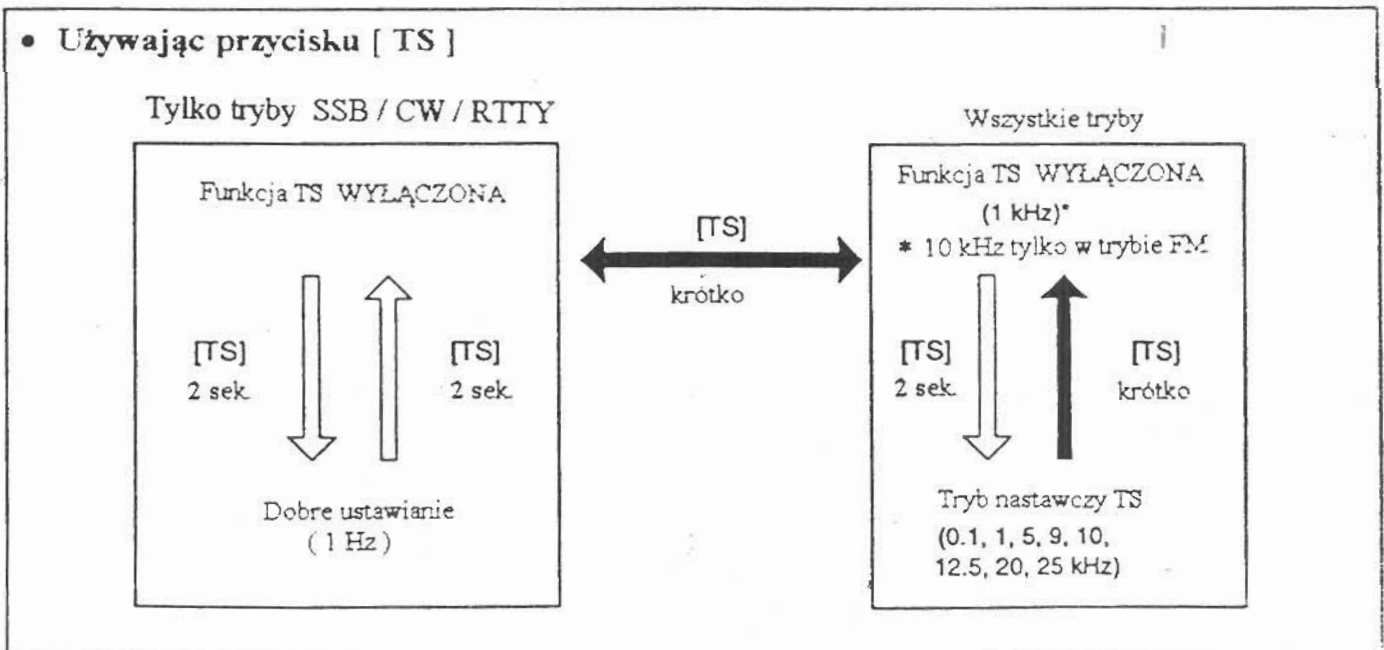 • Używając przycisku [ TS ]
Tylko tryby SSB / CW / RTTY
Funkcja TS WYŁĄCZONA
[TS]
2 sek.
[TS]
2 sek.
Dobre ustawianie
( 1 Hz )
[TS]
krótko
Wszystkie tryby
Funkcja TS WYŁĄCZONA
(1 kHz)*
* 10 kHz tylko w trybie FM
[TS]
2 sek.
[TS]
krótko
Tryb nastawczy TS
(0.1, 1, 5, 9, 10,
12.5, 20, 25 kHz)